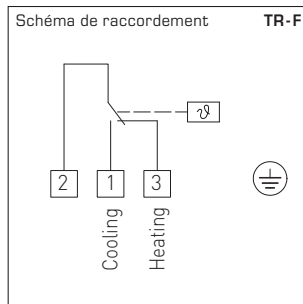 Schéma de raccordement TR-F
ϑ
2 1 3
Cooling
Heating